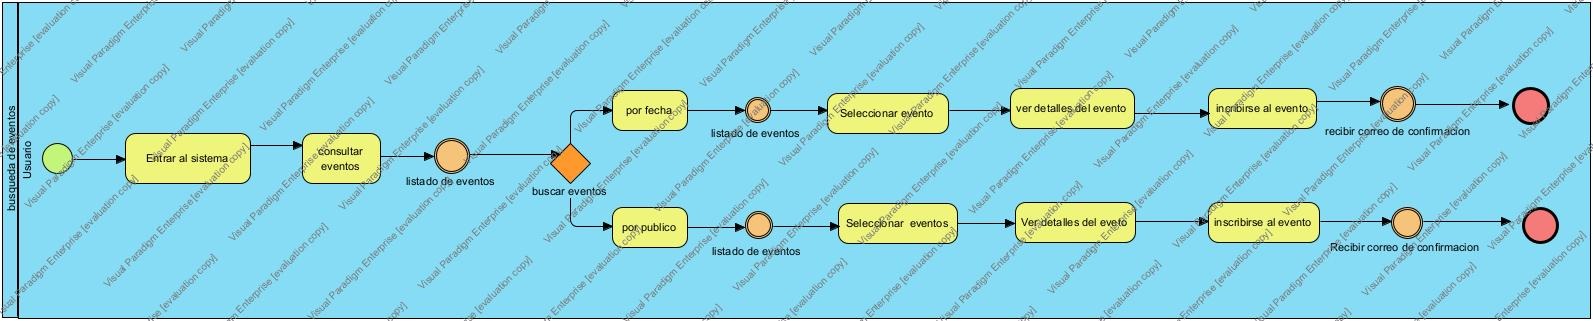 busqueda de eventos
Usuario
Entrar al sistema
consultar
eventos
listado de eventos
buscar eventos
por fecha
listado de eventos
Seleccionar evento
ver detalles del evento
incribirse al evento
recibir correo de confirmacion
por publico
listado de eventos
Seleccionar eventos
Ver detalles del eveto
inscribirse al evento
Recibir correo de confirmacion
Visual Paradigm Enterprise [evaluation copy]